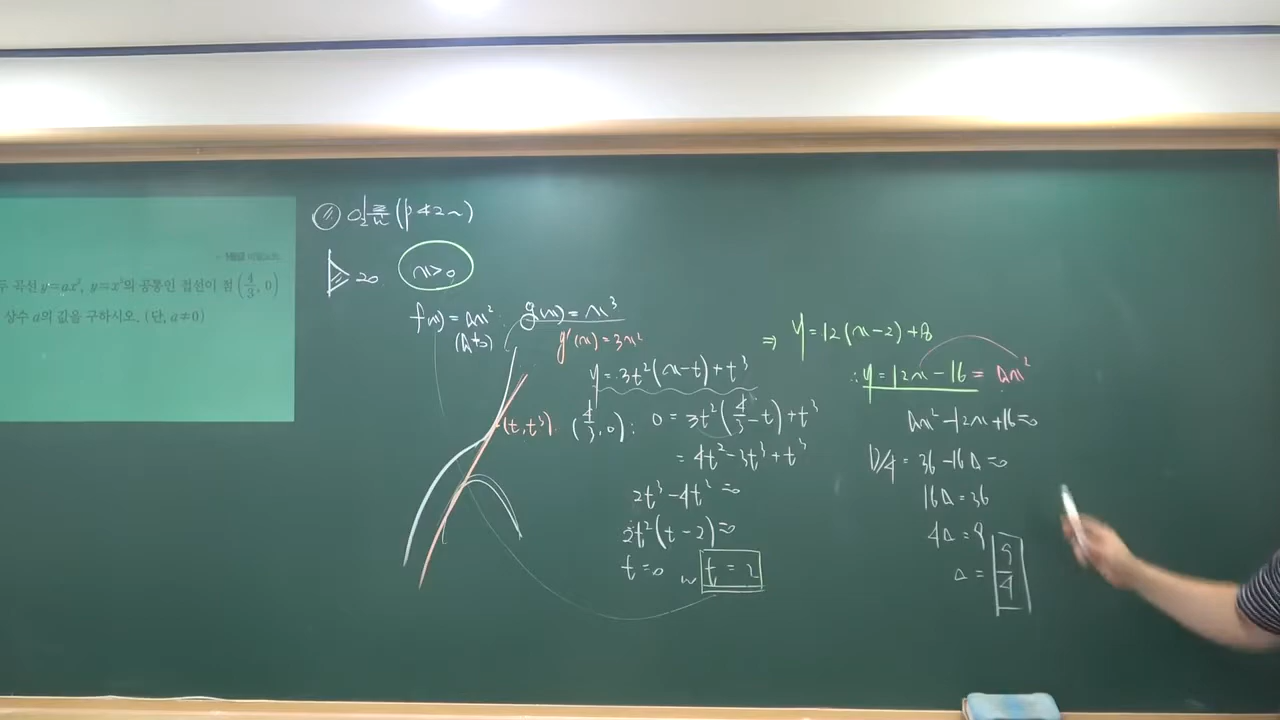 두 곡선 y=ax², y=x³의 공통인 접선이 점 (4/3, 0)
상수 a의 값을 구하시오. (단, a≠0)
20
x>0
f(x)=ax²
(a≠0)
g(x)=x³
g'(x)=3x²
y=3t²(x-t)+t³
(t, t³)
(4/3, 0): 0=3t²(4/3-t)+t³
=4t²-3t³+t³
2t³-4t²=0
2t²(t-2)=0
t=0 t=2
⇒ y=12(x-2)+8
∴ y=12x-16=ax²
ax²-12x+16=0
D/4=36-16a=0
16a=36
4a=9
a=9/4